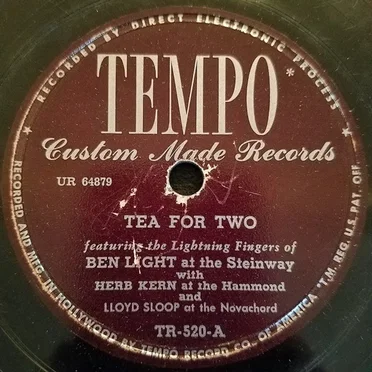 ★ RECORDED BY DIRECT ELECTRONIC PROCESS ★
TEMPO*
Custom Made Records
UR 64879
TEA FOR TWO
featuring the Lightning Fingers of
BEN LIGHT at the Steinway
with
HERB KERN at the Hammond
and
LLOYD SLOOP at the Novachord
TR-520-A
RECORDED AND MFG. IN HOLLYWOOD BY TEMPO RECORD CO. OF AMERICA *T.M. REG. U.S. PAT. OFF.